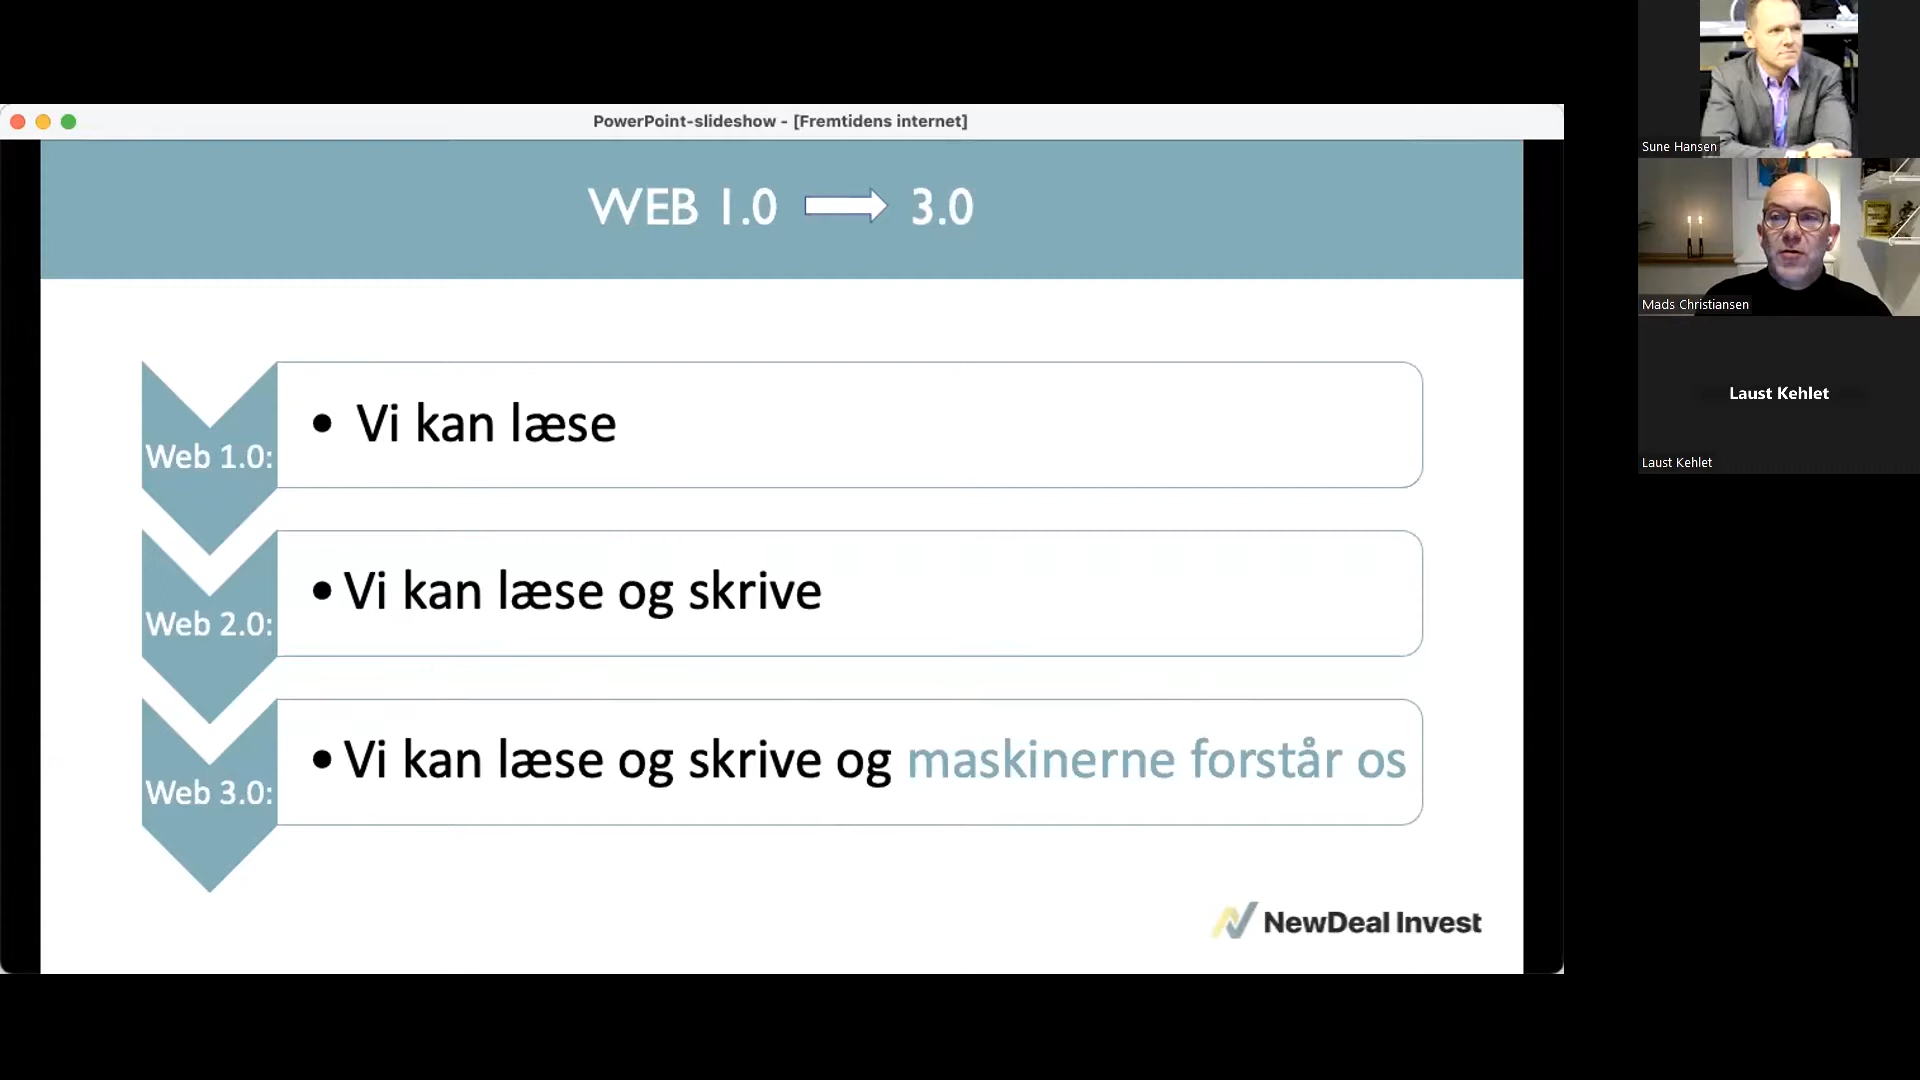 PowerPoint-slideshow - [Fremtidens internet]
WEB 1.0 3.0
Web 1.0:
• Vi kan læse
Web 2.0:
• Vi kan læse og skrive
Web 3.0:
• Vi kan læse og skrive og maskinerne forstår os
NewDeal Invest
Sune Hansen
Mads Christiansen
Laust Kehlet
Laust Kehlet